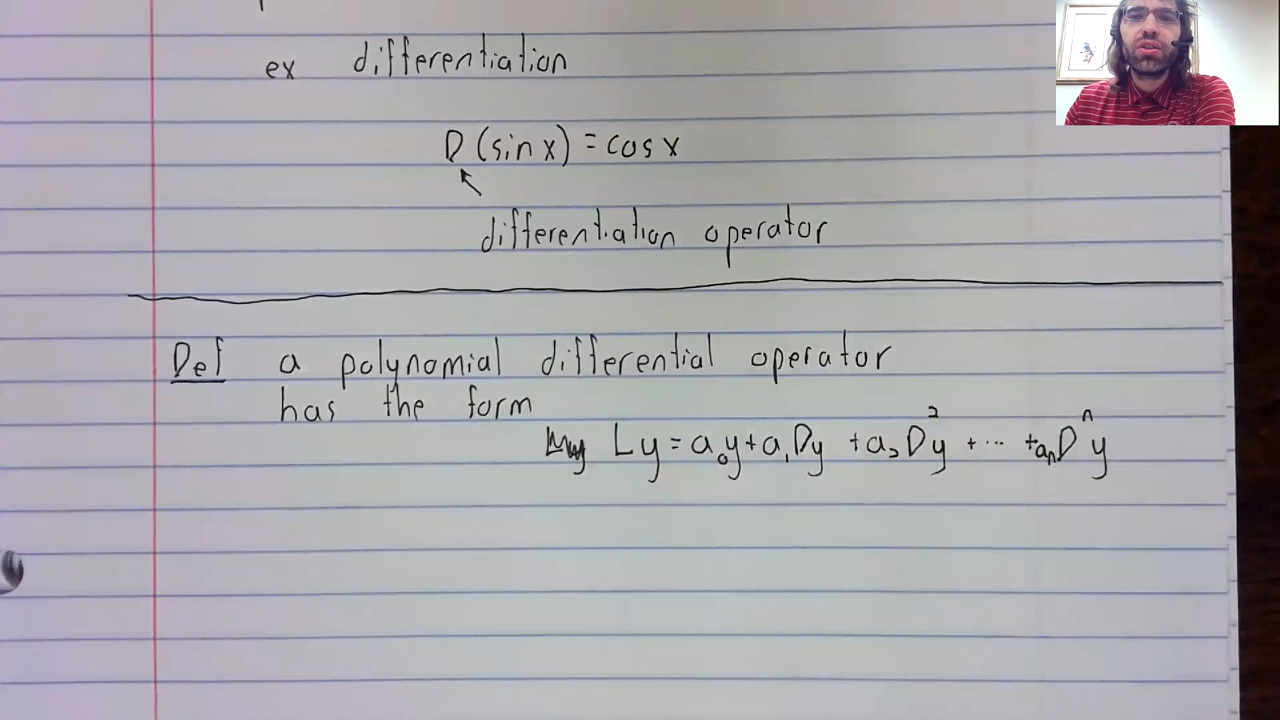 ex differentiation
D (sin x) = cos x
differentiation operator
Def a polynomial differential operator
has the form
Ly = a₀y + a₁Dy + a₂D²y + ··· + aₙDⁿy